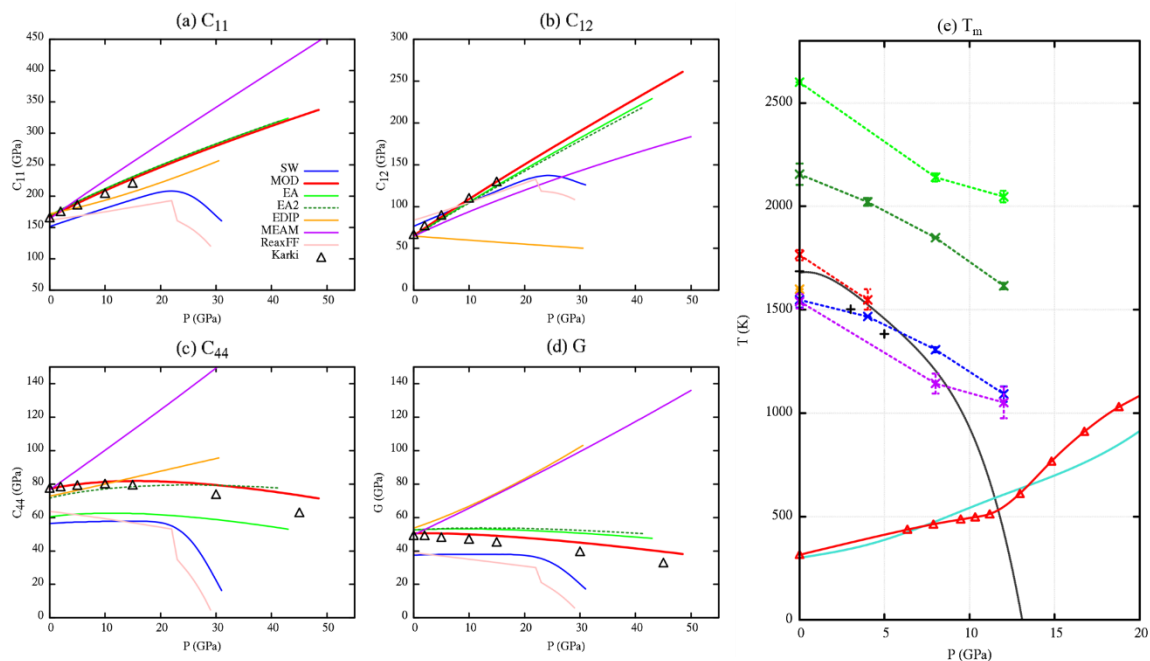 (a) C11
(b) C12
(e) Tm
450
400
350
300
250
200
150
100
50
C11 (GPa)
0 10 20 30 40 50
P (GPa)
SW
MOD
EA
EA2
EDIP
MEAM
ReaxFF
Karki
300
250
200
150
100
50
0
C12 (GPa)
0 10 20 30 40 50
P (GPa)
(c) C44
(d) G
140
120
100
80
60
40
20
0
C44 (GPa)
0 10 20 30 40 50
P (GPa)
140
120
100
80
60
40
20
0
G (GPa)
0 10 20 30 40 50
P (GPa)
2500
2000
1500
1000
500
0
T (K)
0 5 10 15 20
P (GPa)